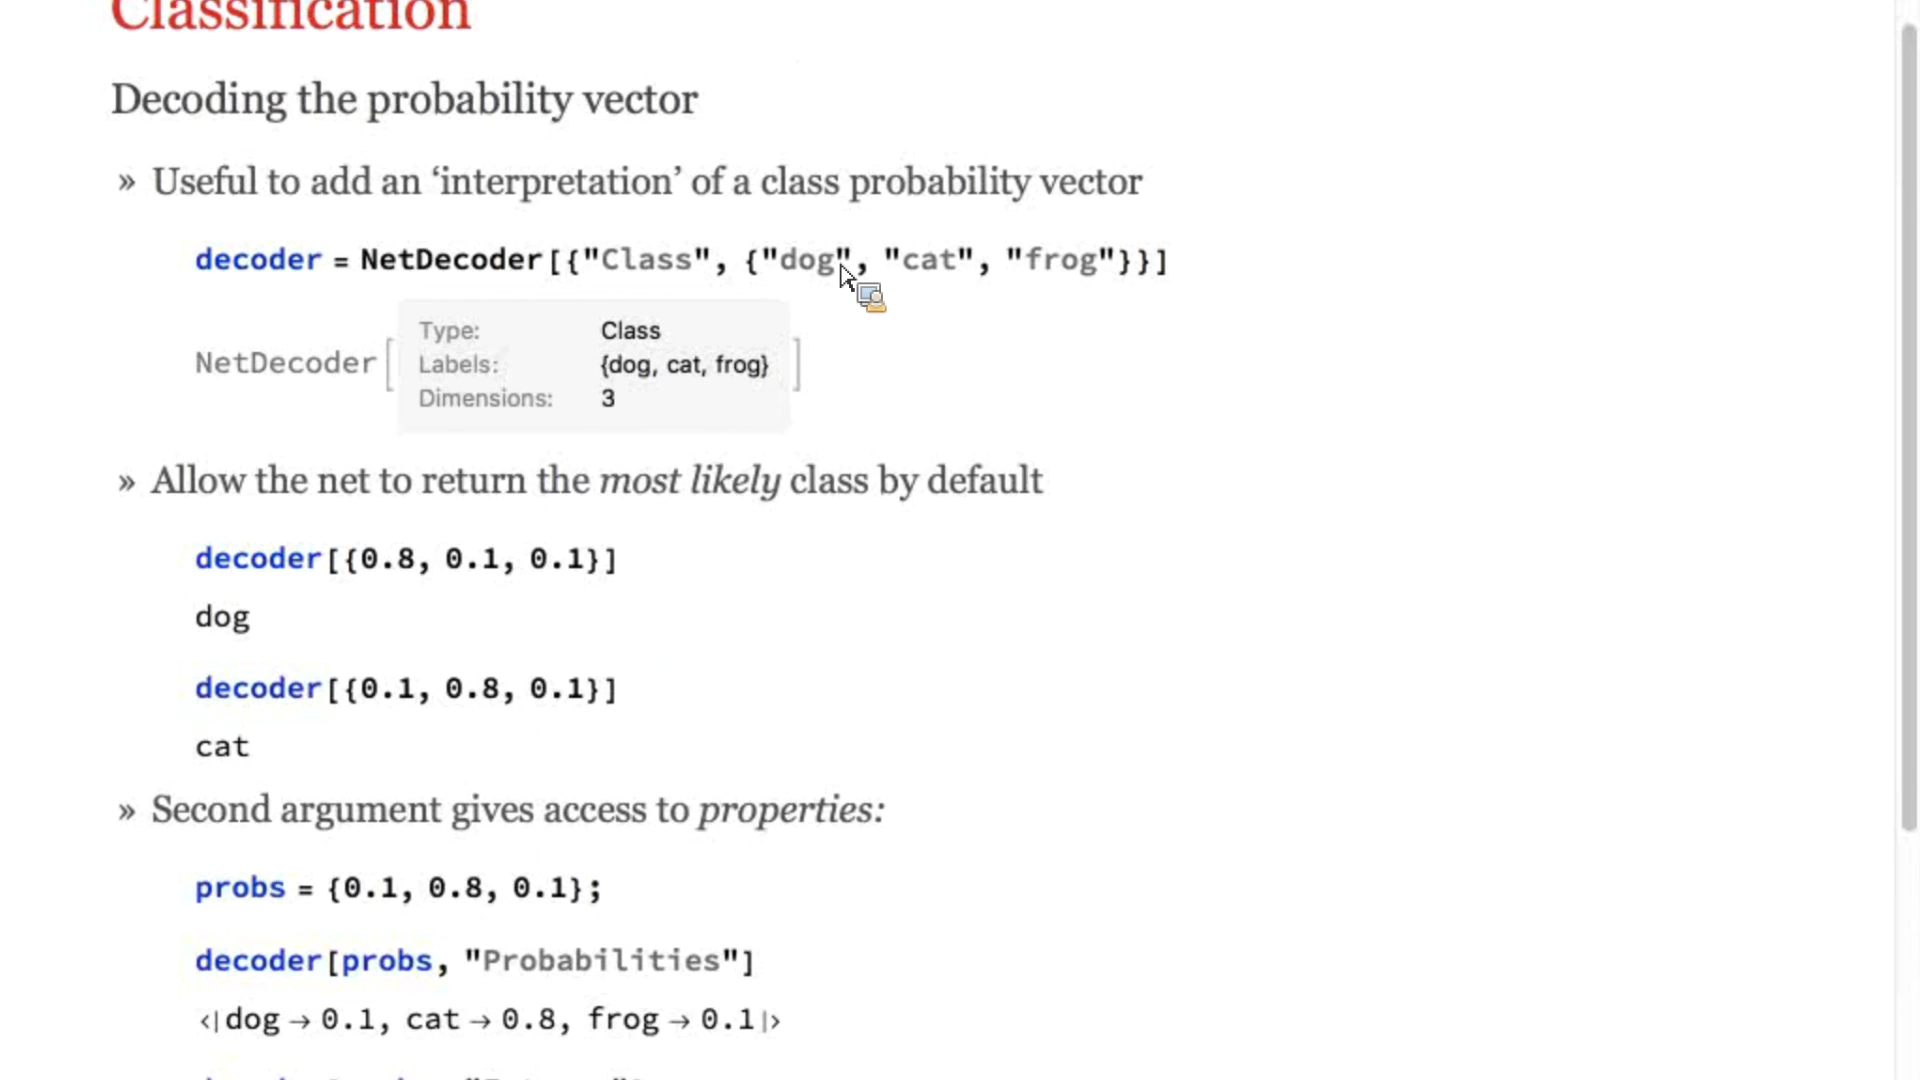 Classification
Decoding the probability vector
» Useful to add an ‘interpretation’ of a class probability vector
decoder = NetDecoder[{"Class", {"dog", "cat", "frog"}}]
NetDecoder[
Type: Class
Labels: {dog, cat, frog}
Dimensions: 3
]
» Allow the net to return the most likely class by default
decoder[{0.8, 0.1, 0.1}]
dog
decoder[{0.1, 0.8, 0.1}]
cat
» Second argument gives access to properties:
probs = {0.1, 0.8, 0.1};
decoder[probs, "Probabilities"]
<|dog → 0.1, cat → 0.8, frog → 0.1|>